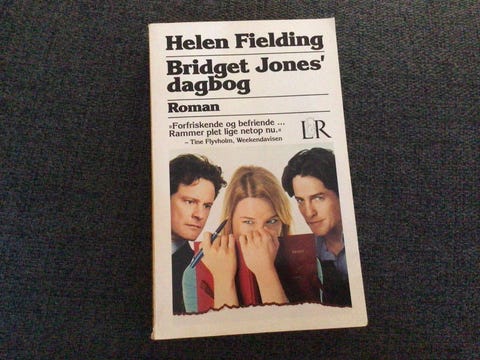 Helen Fielding
Bridget Jones'
dagbog
Roman
»Forfriskende og befriende ...
Rammer plet lige netop nu.«
– Tine Flyvholm, Weekendavisen
LR